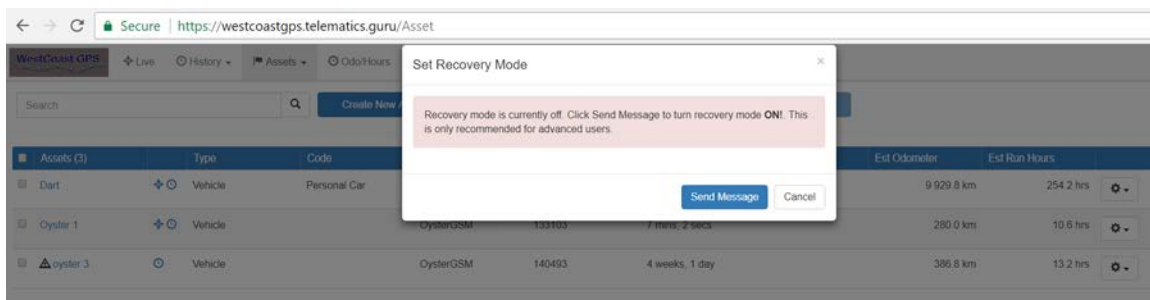 Secure https://westcoastgps.telematics.guru/Asset
WestCoast GPS Live History Assets Odo/Hours
Set Recovery Mode ×
Search Create New
Recovery mode is currently off. Click Send Message to turn recovery mode ON!. This
is only recommended for advanced users.
Send Message Cancel
Assets (3) Type Code Est Odometer Est Run Hours
Dart Vehicle Personal Car 9 929.8 km 254.2 hrs
Oyster 1 Vehicle OysterGSM 133103 7 mins, 2 secs 280.0 km 10.6 hrs
oyster 3 Vehicle OysterGSM 140493 4 weeks, 1 day 386.8 km 13.2 hrs